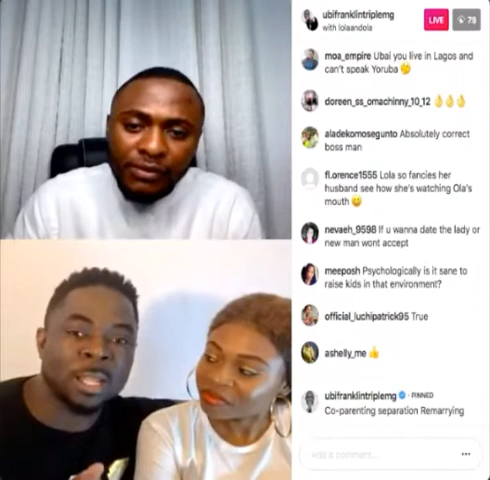 ubifranklintriplemg
with lolaandola
LIVE
79
moa_empire Ubai you live in Lagos and
can't speak Yoruba 🤔
doreen_ss_omachinny_10_12 👌👌👌
aladekomosegunto Absolutely correct
boss man
fl.orence1555 Lola so fancies her
husband see how she's watching Ola's
mouth 😄
nevaeh_9598 If u wanna date the lady or
new man wont accept
meeposh Psychologically is it sane to
raise kids in that environment?
official_luchipatrick95 True
ashelly_me 👍
ubifranklintriplemg • PINNED
Co-parenting separation Remarrying
Add a comment...